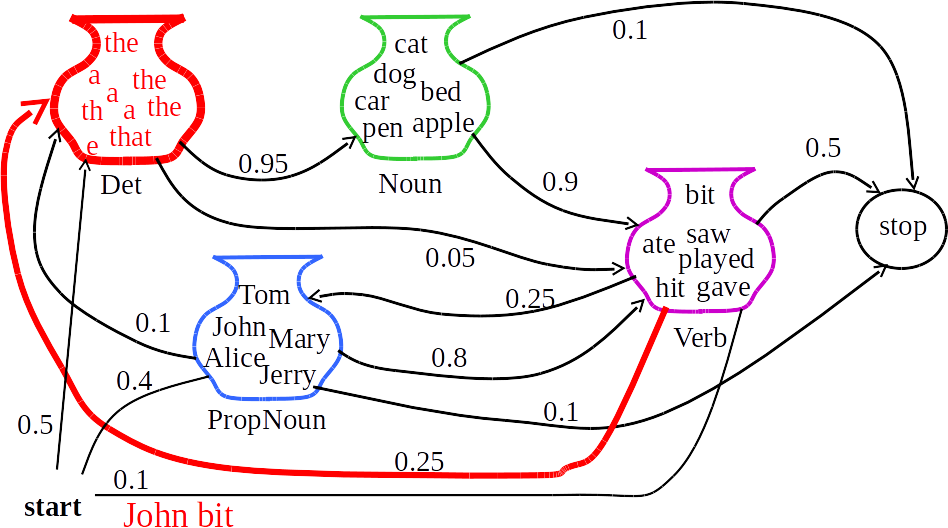 the
a the
a
th a the
e that
Det
cat
dog
car bed
pen apple
Noun
0.1
0.95
0.9
0.5
bit
ate saw
played
hit gave
Verb
stop
0.05
Tom
John Mary
Alice
Jerry
PropNoun
0.25
0.8
0.1
0.1
0.4
0.5
0.25
0.1
start
John bit